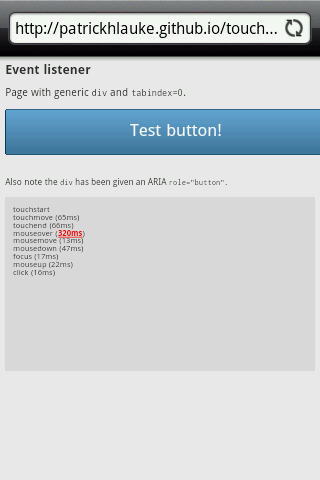 http://patrickhlauke.github.io/touch...
Event listener
Page with generic div and tabindex=0.
Test button!
Also note the div has been given an ARIA role="button".
touchstart
touchmove (65ms)
touchend (66ms)
mouseover (320ms)
mousemove (13ms)
mousedown (47ms)
focus (17ms)
mouseup (22ms)
click (16ms)